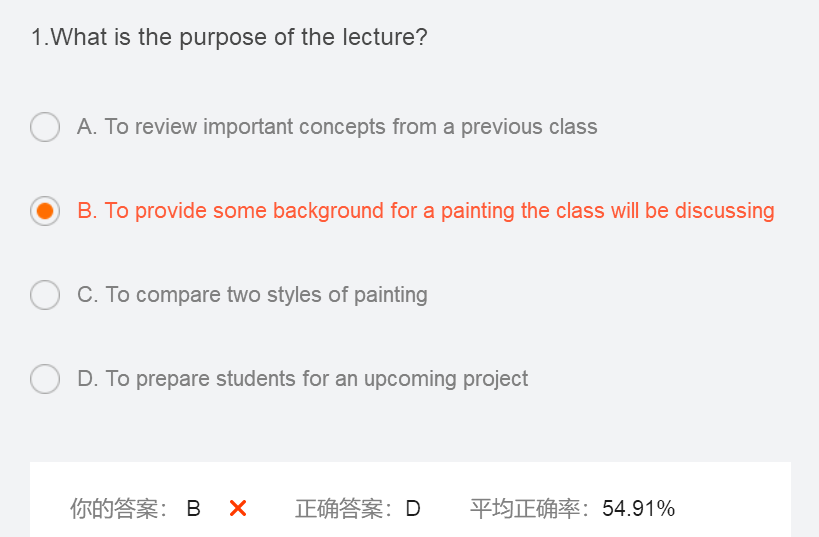 1.What is the purpose of the lecture?
A. To review important concepts from a previous class
B. To provide some background for a painting the class will be discussing
C. To compare two styles of painting
D. To prepare students for an upcoming project
你的答案： B ✕ 正确答案：D 平均正确率：54.91%